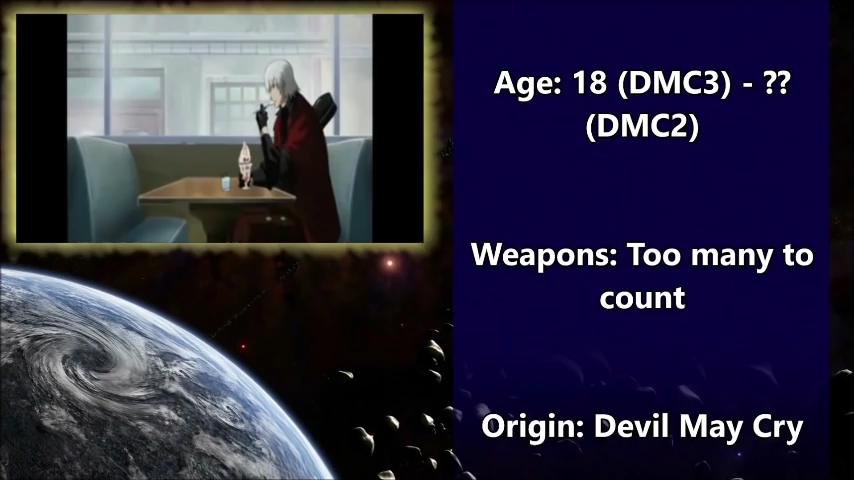 Age: 18 (DMC3) - ??
(DMC2)
Weapons: Too many to
count
Origin: Devil May Cry